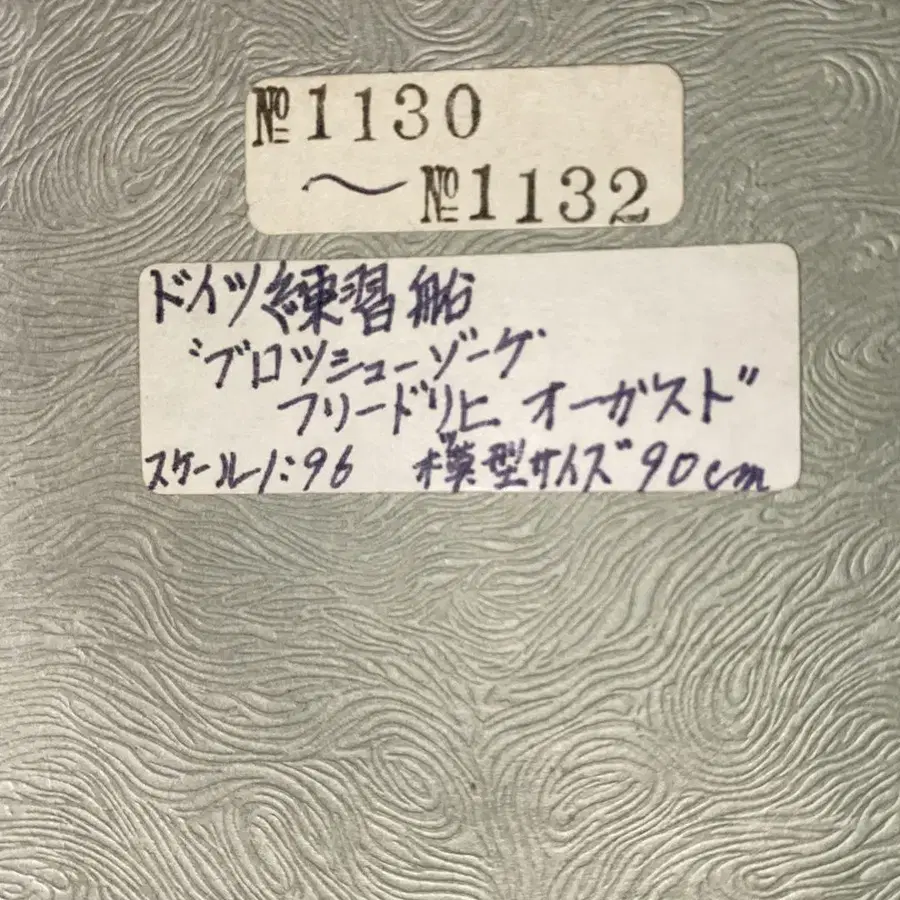 №1130
〜№1132
ドイツ練習船
"ブロツシューゾーゲ
フリードリヒ オーガスト"
スケール1:96 模型サイズ90cm